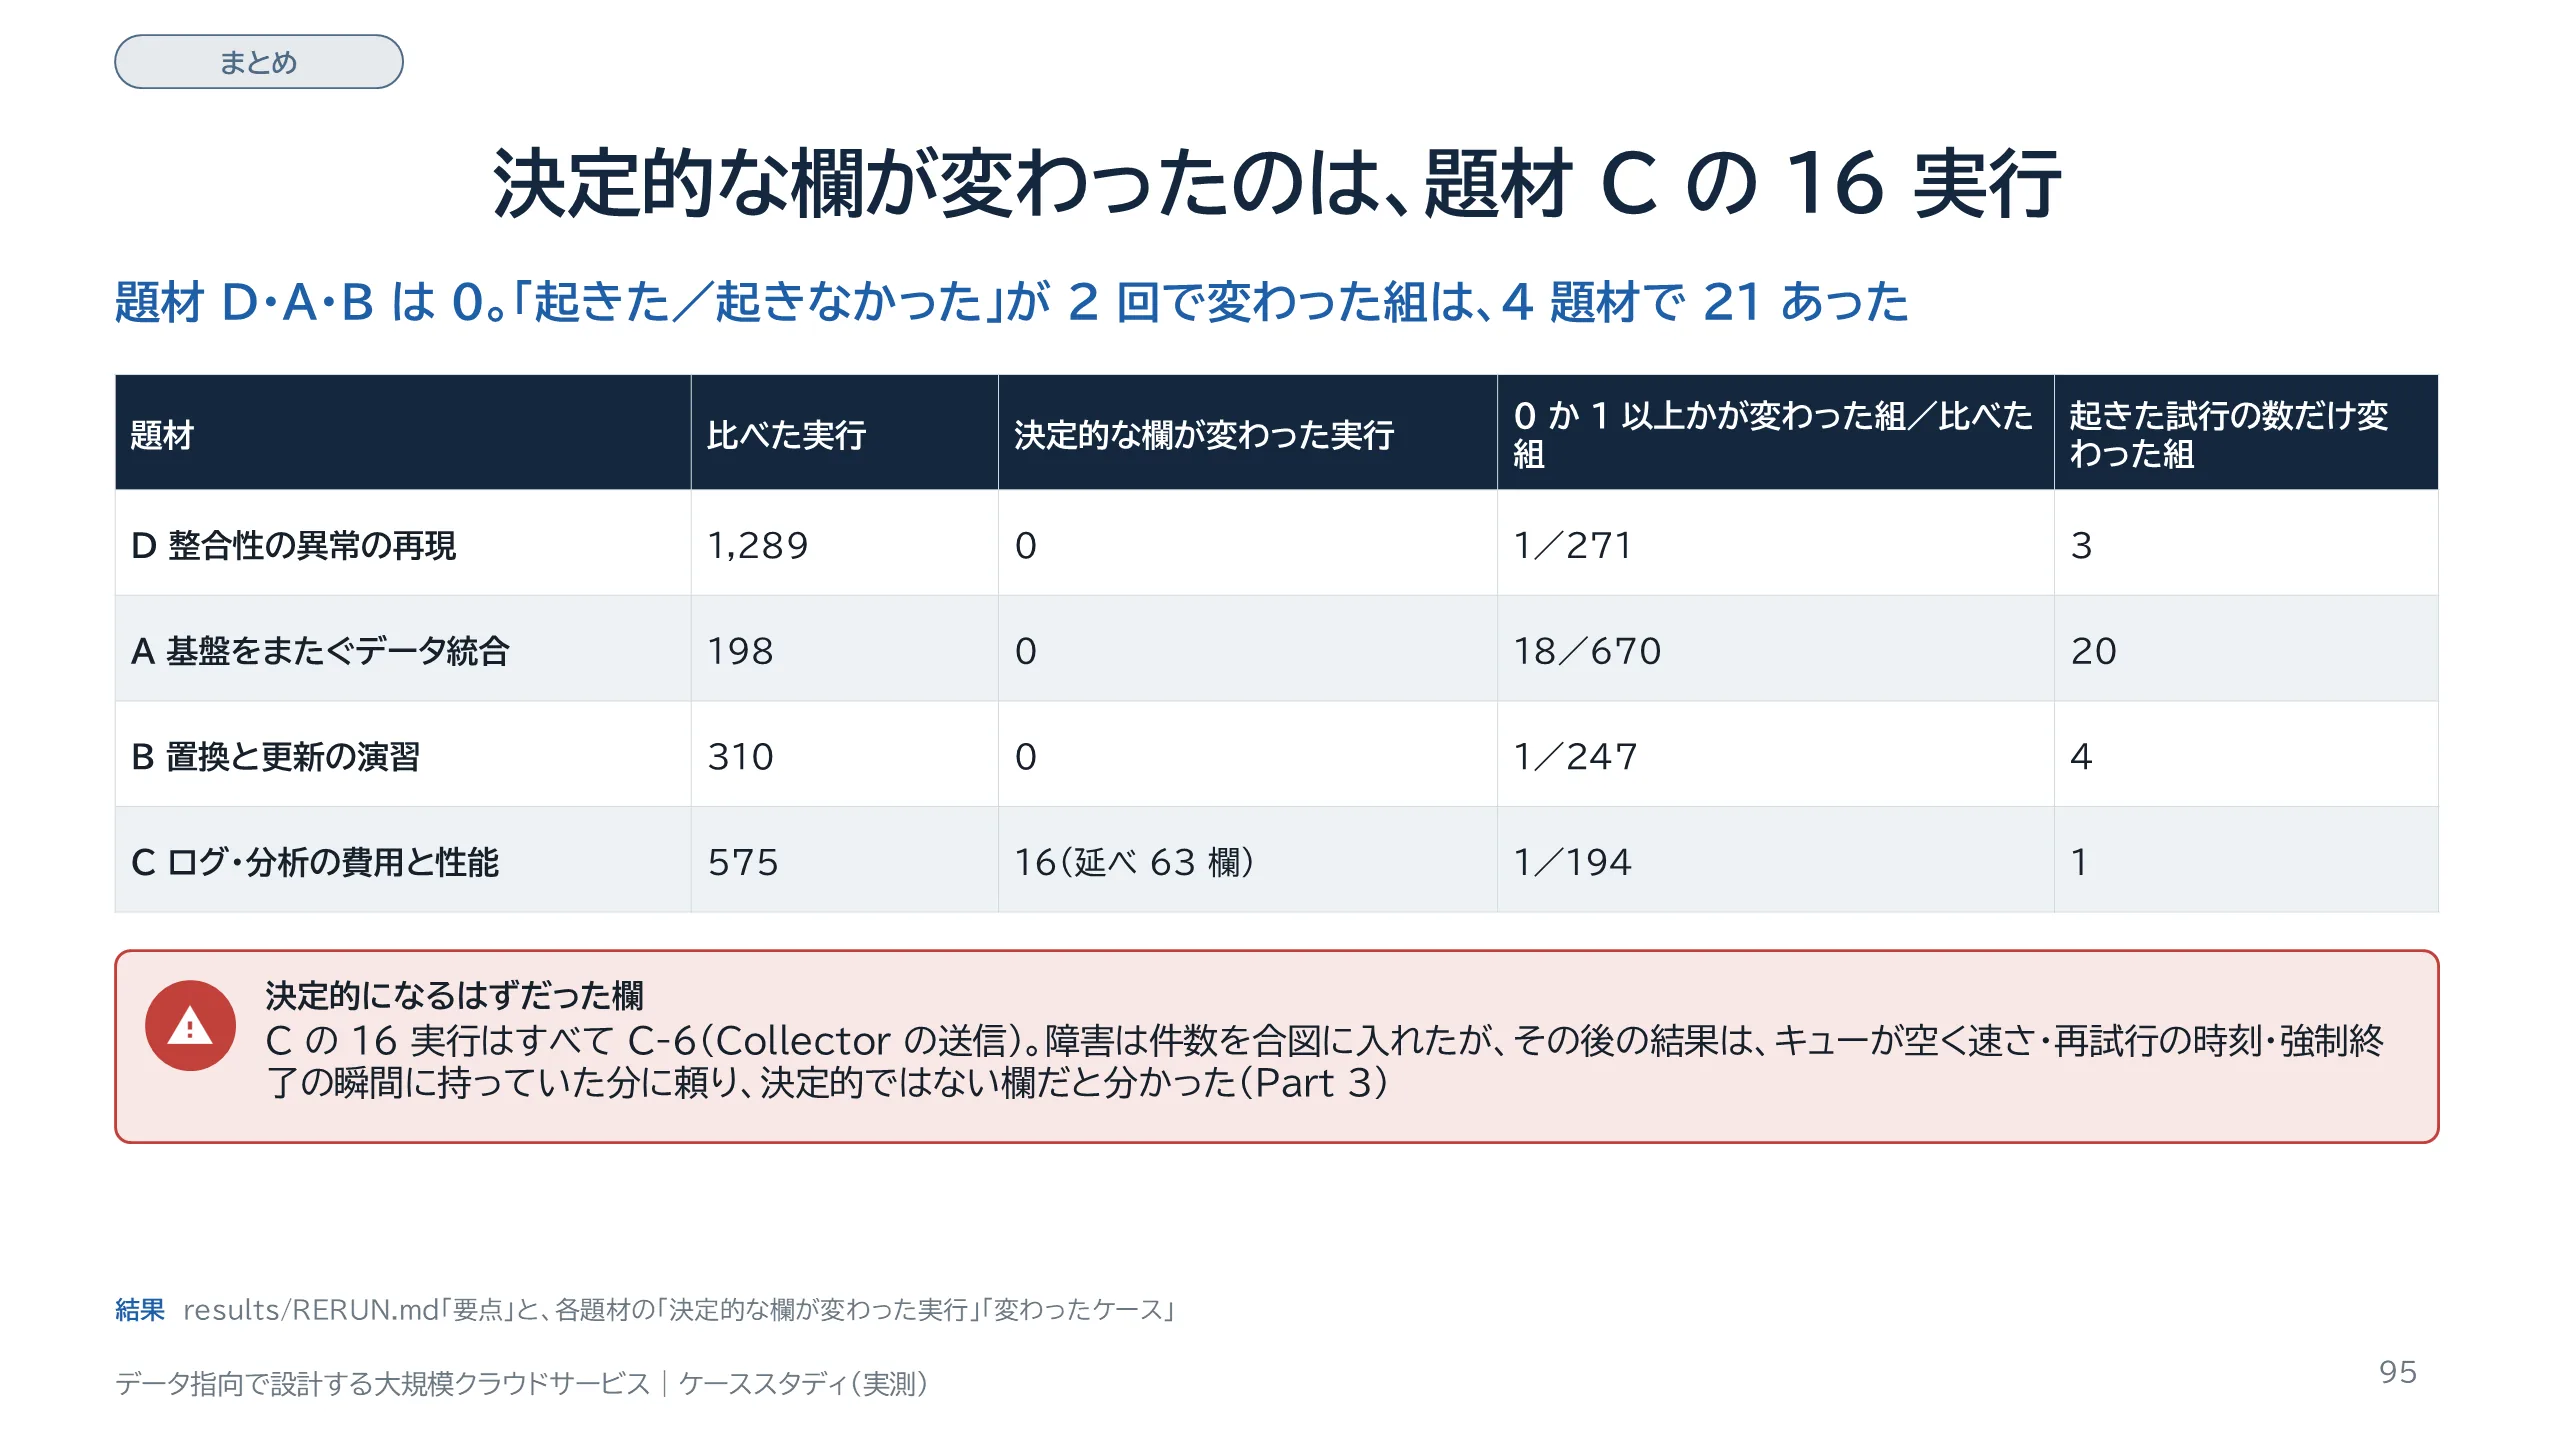 まとめ
決定的な欄が変わったのは、題材 C の 16 実行
題材 D・A・B は 0。「起きた／起きなかった」が 2 回で変わった組は、4 題材で 21 あった
題材
比べた実行
決定的な欄が変わった実行
0 か 1 以上かが変わった組／比べた
組
起きた試行の数だけ変
わった組
D 整合性の異常の再現
1,289
0
1／271
3
A 基盤をまたぐデータ統合
198
0
18／670
20
B 置換と更新の演習
310
0
1／247
4
C ログ・分析の費用と性能
575
16（延べ 63 欄）
1／194
1
決定的になるはずだった欄
C の 16 実行はすべて C-6（Collector の送信）。障害は件数を合図に入れたが、その後の結果は、キューが空く速さ・再試行の時刻・強制終
了の瞬間に持っていた分に頼り、決定的ではない欄だと分かった（Part 3）
結果 results/RERUN.md「要点」と、各題材の「決定的な欄が変わった実行」「変わったケース」
データ指向で設計する大規模クラウドサービス｜ケーススタディ（実測）
95